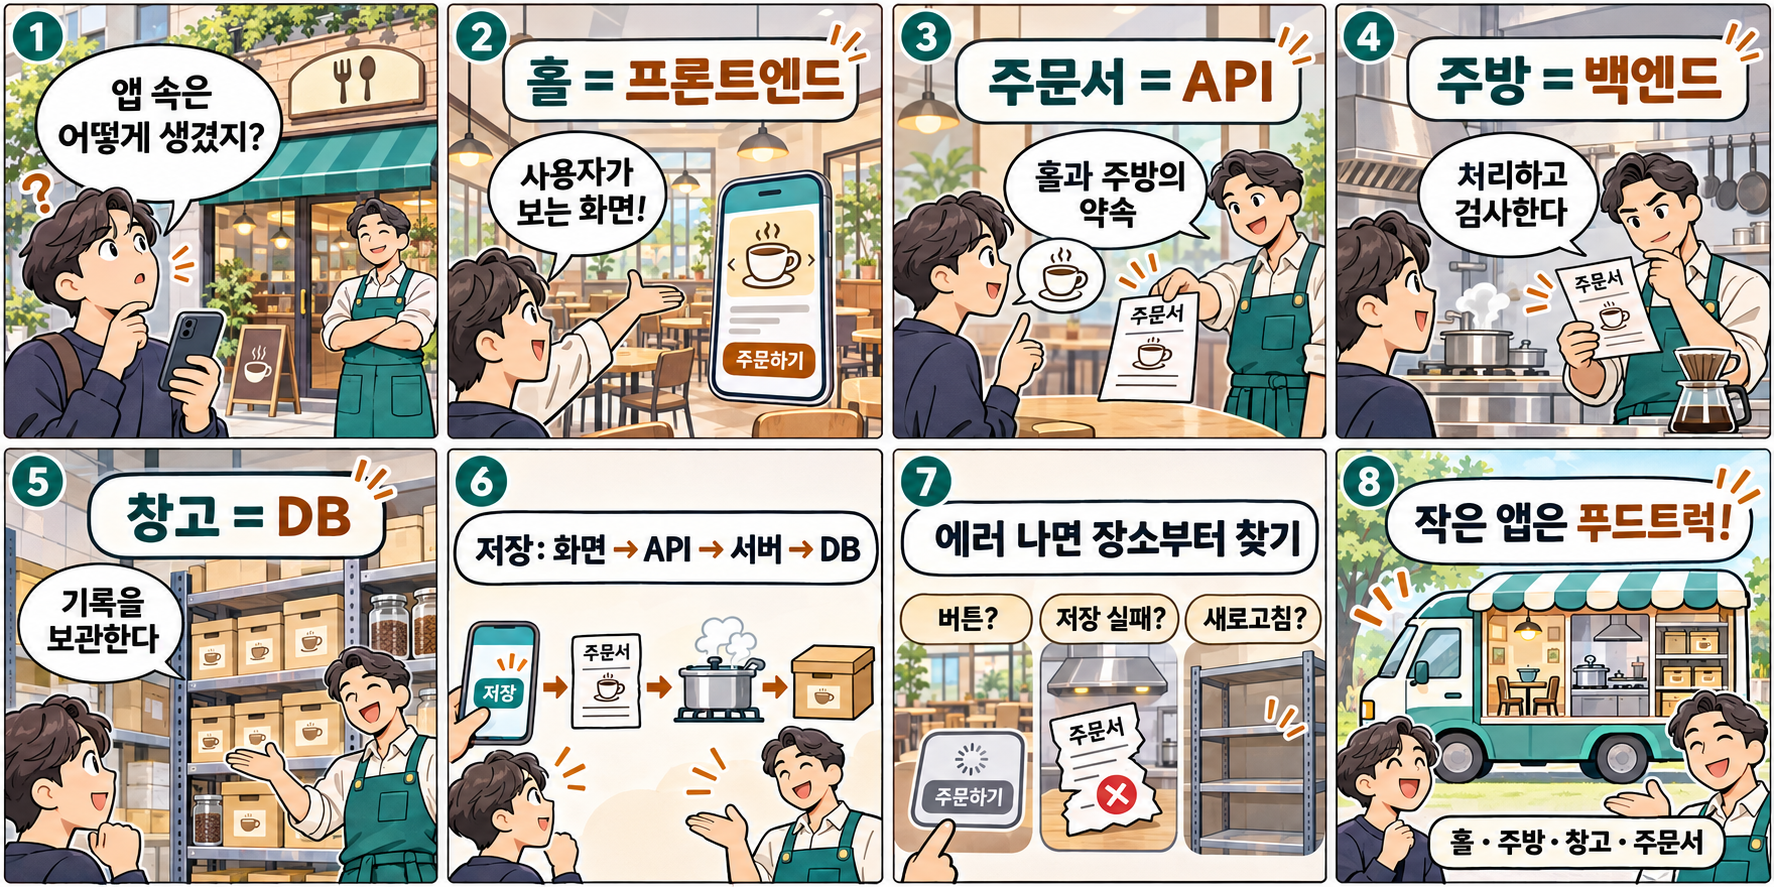 1
앱 속은
어떻게 생겼지?
?
2
홀 = 프론트엔드
사용자가
보는 화면!
주문하기
3
주문서 = API
홀과 주방의
약속
주문서
4
주방 = 백엔드
처리하고
검사한다
주문서
5
창고 = DB
기록을
보관한다
6
저장: 화면 → API → 서버 → DB
저장
주문서
7
에러 나면 장소부터 찾기
버튼?
저장 실패?
새로고침?
주문하기
주문서
8
작은 앱은 푸드트럭!
홀 · 주방 · 창고 · 주문서